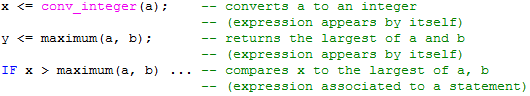 x <= conv_integer(a);    -- converts a to an integer
                         -- (expression appears by itself)
y <= maximum(a, b);      -- returns the largest of a and b
                         -- (expression appears by itself)
IF x > maximum(a, b) ... -- compares x to the largest of a, b
                         -- (expression associated to a statement)